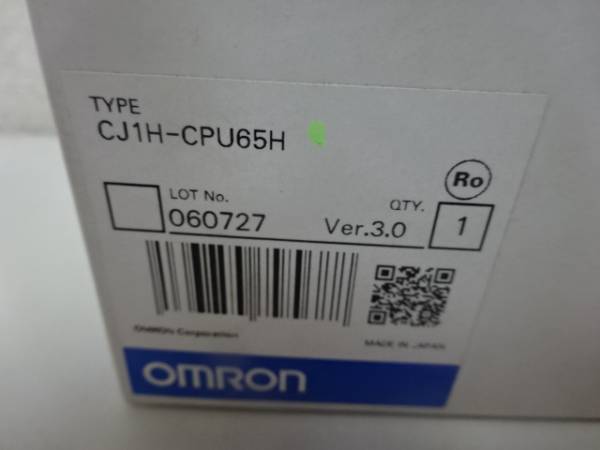 TYPE
CJ1H-CPU65H
Ro
LOT No.
QTY.
060727
Ver.3.0
1
OMRON Corporation
MADE IN JAPAN
OMRON